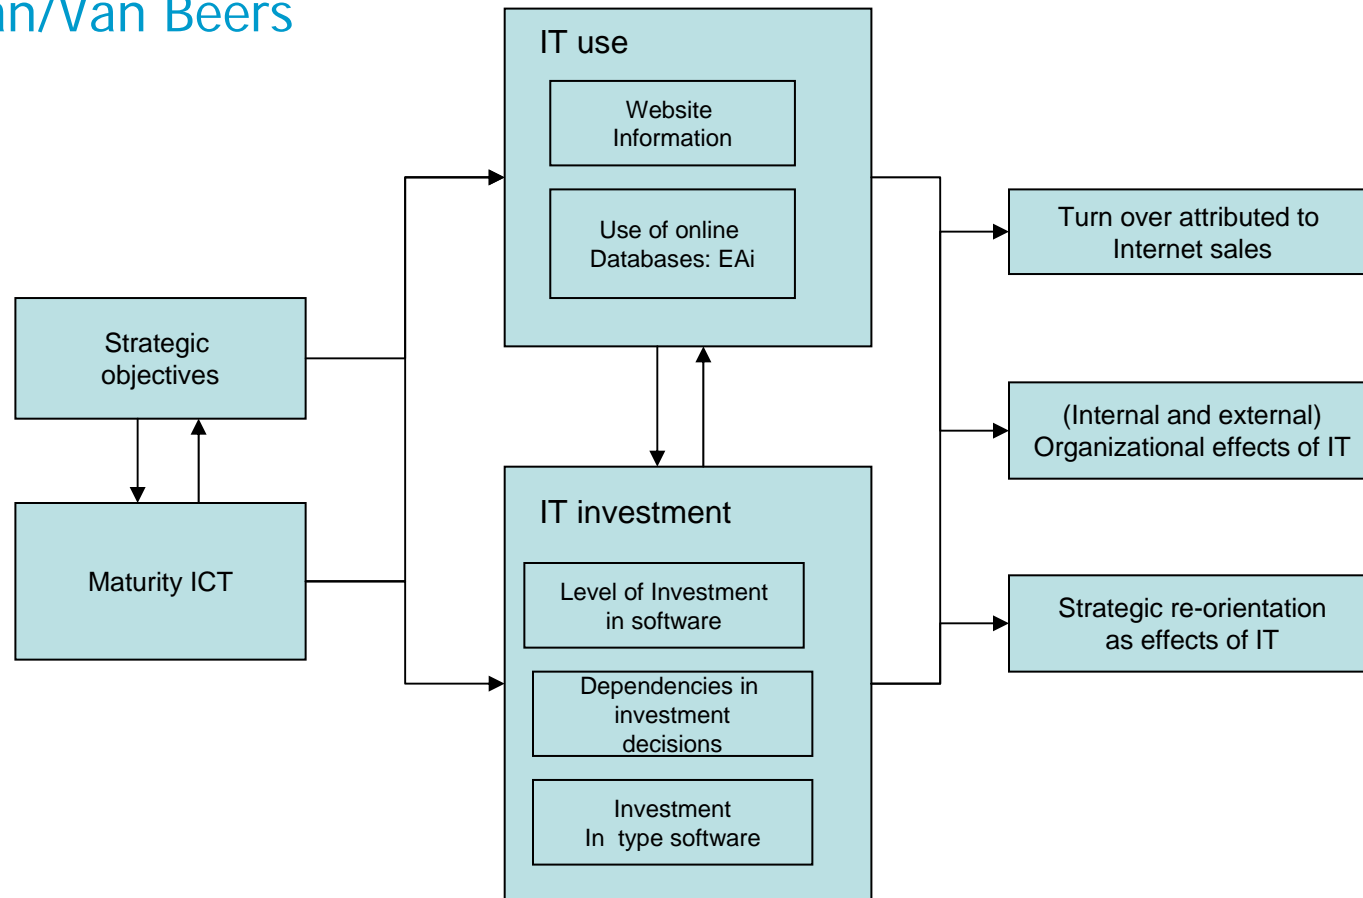 an/Van Beers
IT use
Website
Information
Use of online
Databases: EAi
Strategic
objectives
Maturity ICT
IT investment
Level of Investment
in software
Dependencies in
investment
decisions
Investment
In type software
Turn over attributed to
Internet sales
(Internal and external)
Organizational effects of IT
Strategic re-orientation
as effects of IT